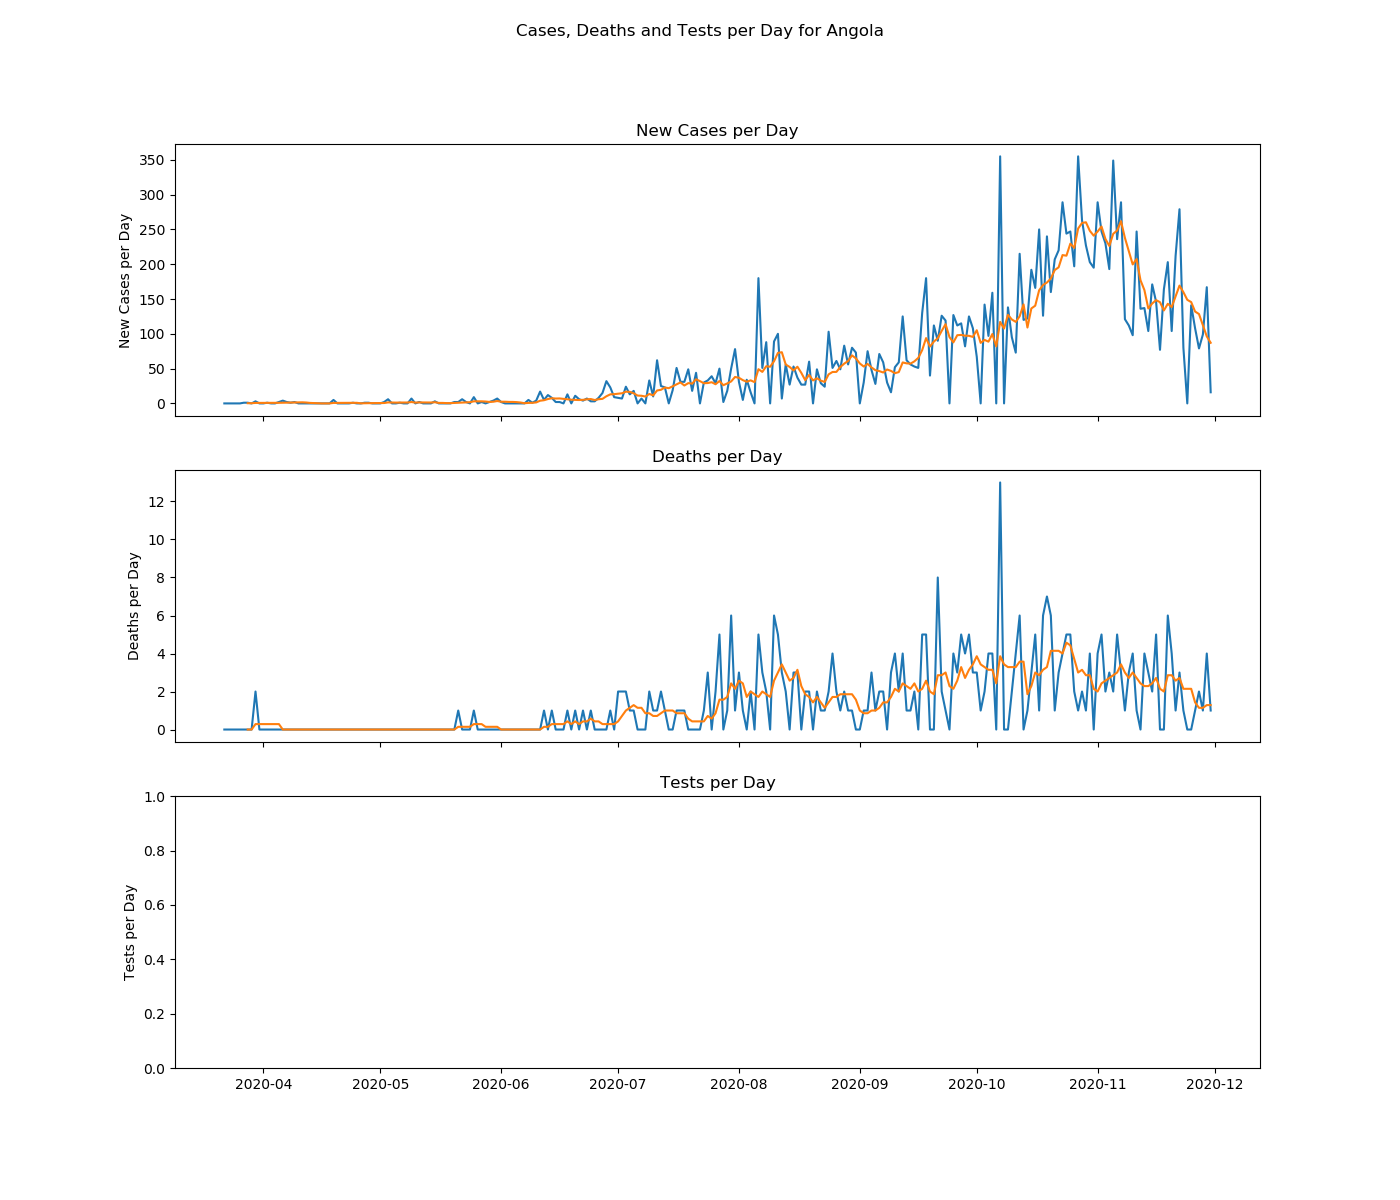 Cases, Deaths and Tests per Day for Angola
New Cases per Day
350
300
250
200
150
100
50
0
New Cases per Day
Deaths per Day
12
10
8
6
4
2
0
Deaths per Day
Tests per Day
1.0
0.8
0.6
0.4
0.2
0.0
Tests per Day
2020-04 2020-05 2020-06 2020-07 2020-08 2020-09 2020-10 2020-11 2020-12